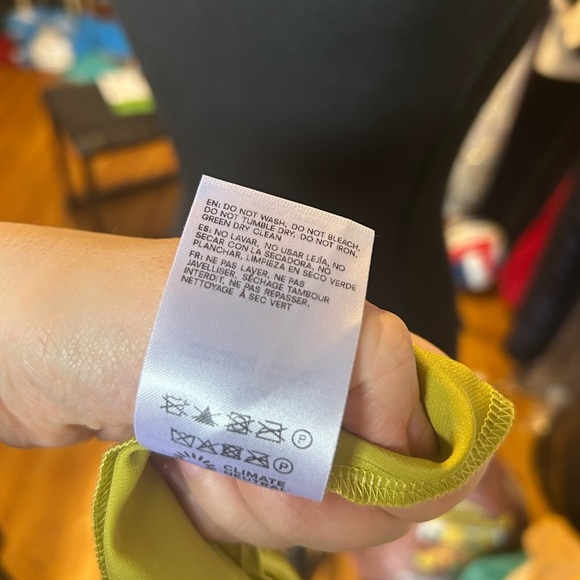 EN: DO NOT WASH, DO NOT BLEACH,
DO NOT TUMBLE DRY, DO NOT IRON,
GREEN DRY CLEAN
ES: NO LAVAR, NO USAR LEJÍA, NO
SECAR CON LA SECADORA, NO
PLANCHAR, LIMPIEZA EN SECO VERDE
FR: NE PAS LAVER, NE PAS
JAVELLISER, SÉCHAGE TAMBOUR
INTERDIT, NE PAS REPASSER,
NETTOYAGE À SEC VERT
P
P
CLIMATE
NEUTRAL